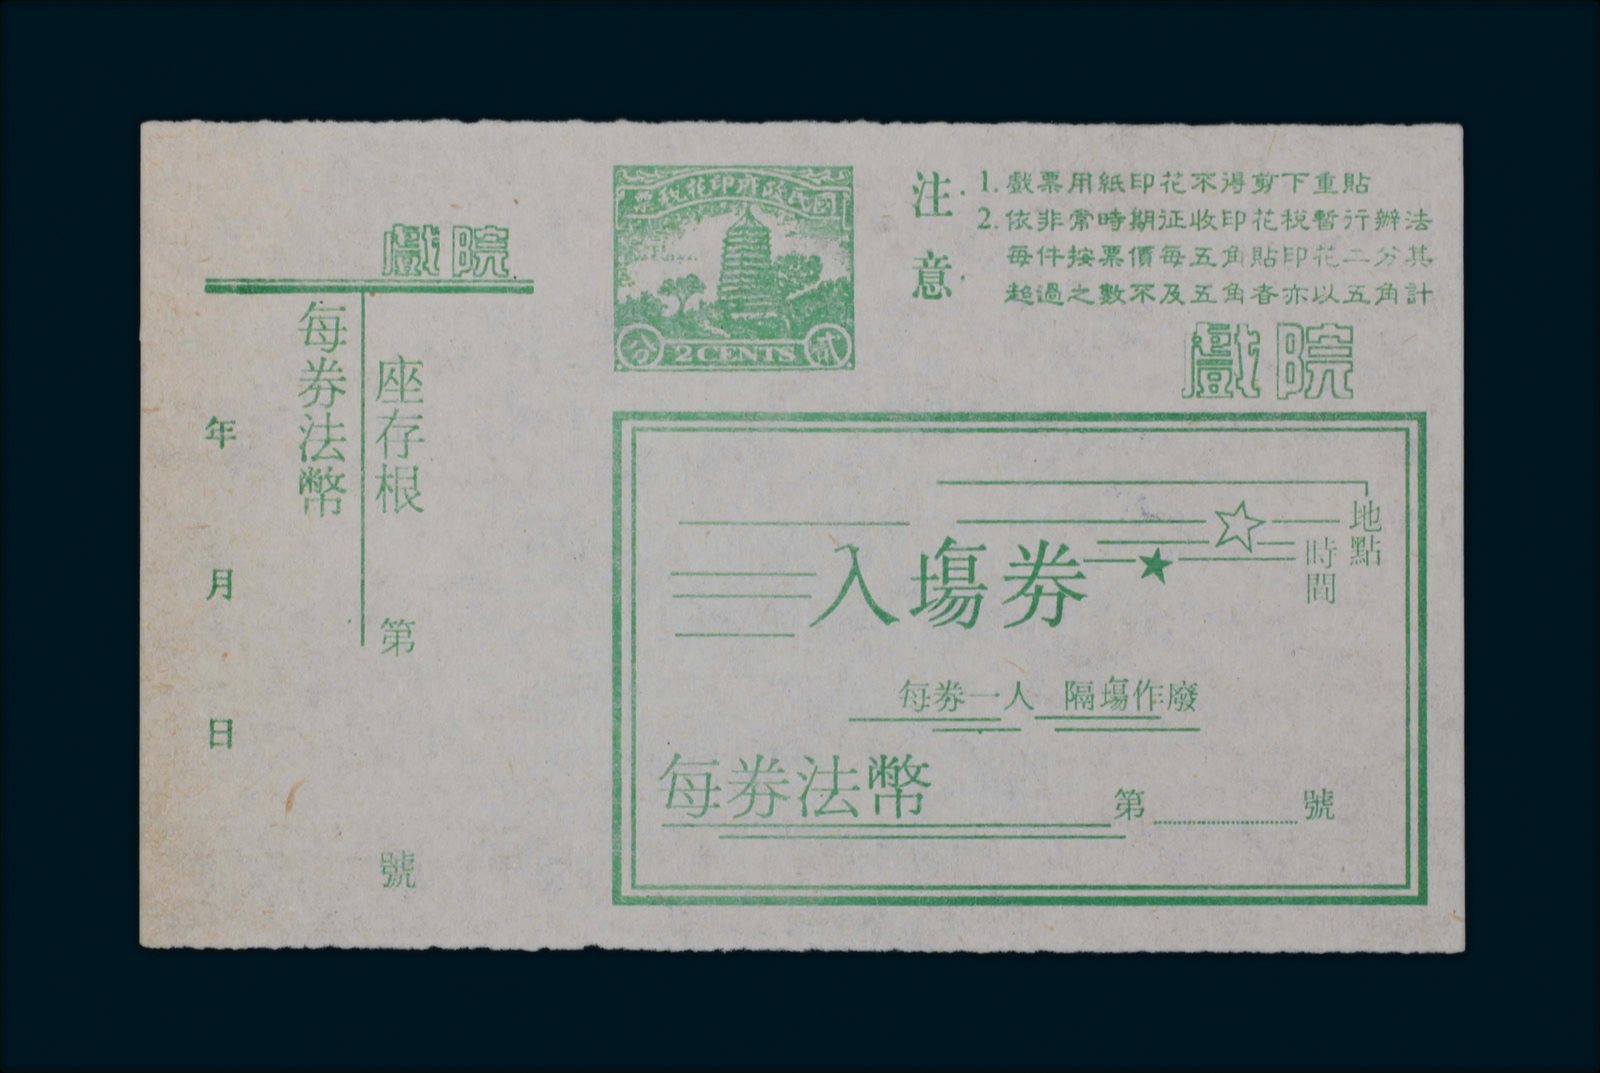 戲院
座存根 第 號
每券法幣
年 月 日
國民政府印花稅票
分 2 CENTS 貳
注意
1. 戲票用紙印花不得剪下重貼
2. 依非常時期征收印花稅暫行辦法
每件按票價每五角貼印花二分其
超過之數不及五角者亦以五角計
戲院
地點
時間
入場券
每券一人 隔場作廢
每券法幣
第 號